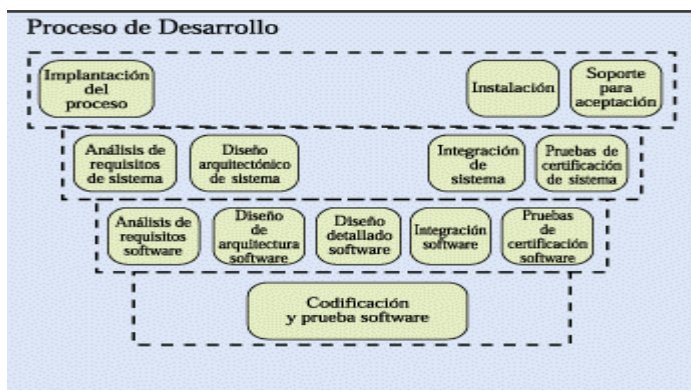 Proceso de Desarrollo
Implantación
del
proceso
Instalación
Soporte
para
aceptación
Análisis de
requisitos
de sistema
Diseño
arquitectónico
de sistema
Integración
de
sistema
Pruebas de
certificación
de sistema
Análisis de
requisitos
software
Diseño
de
arquitectura
software
Diseño
detallado
software
Integración
software
Pruebas
de
certificación
software
Codificación
y prueba software